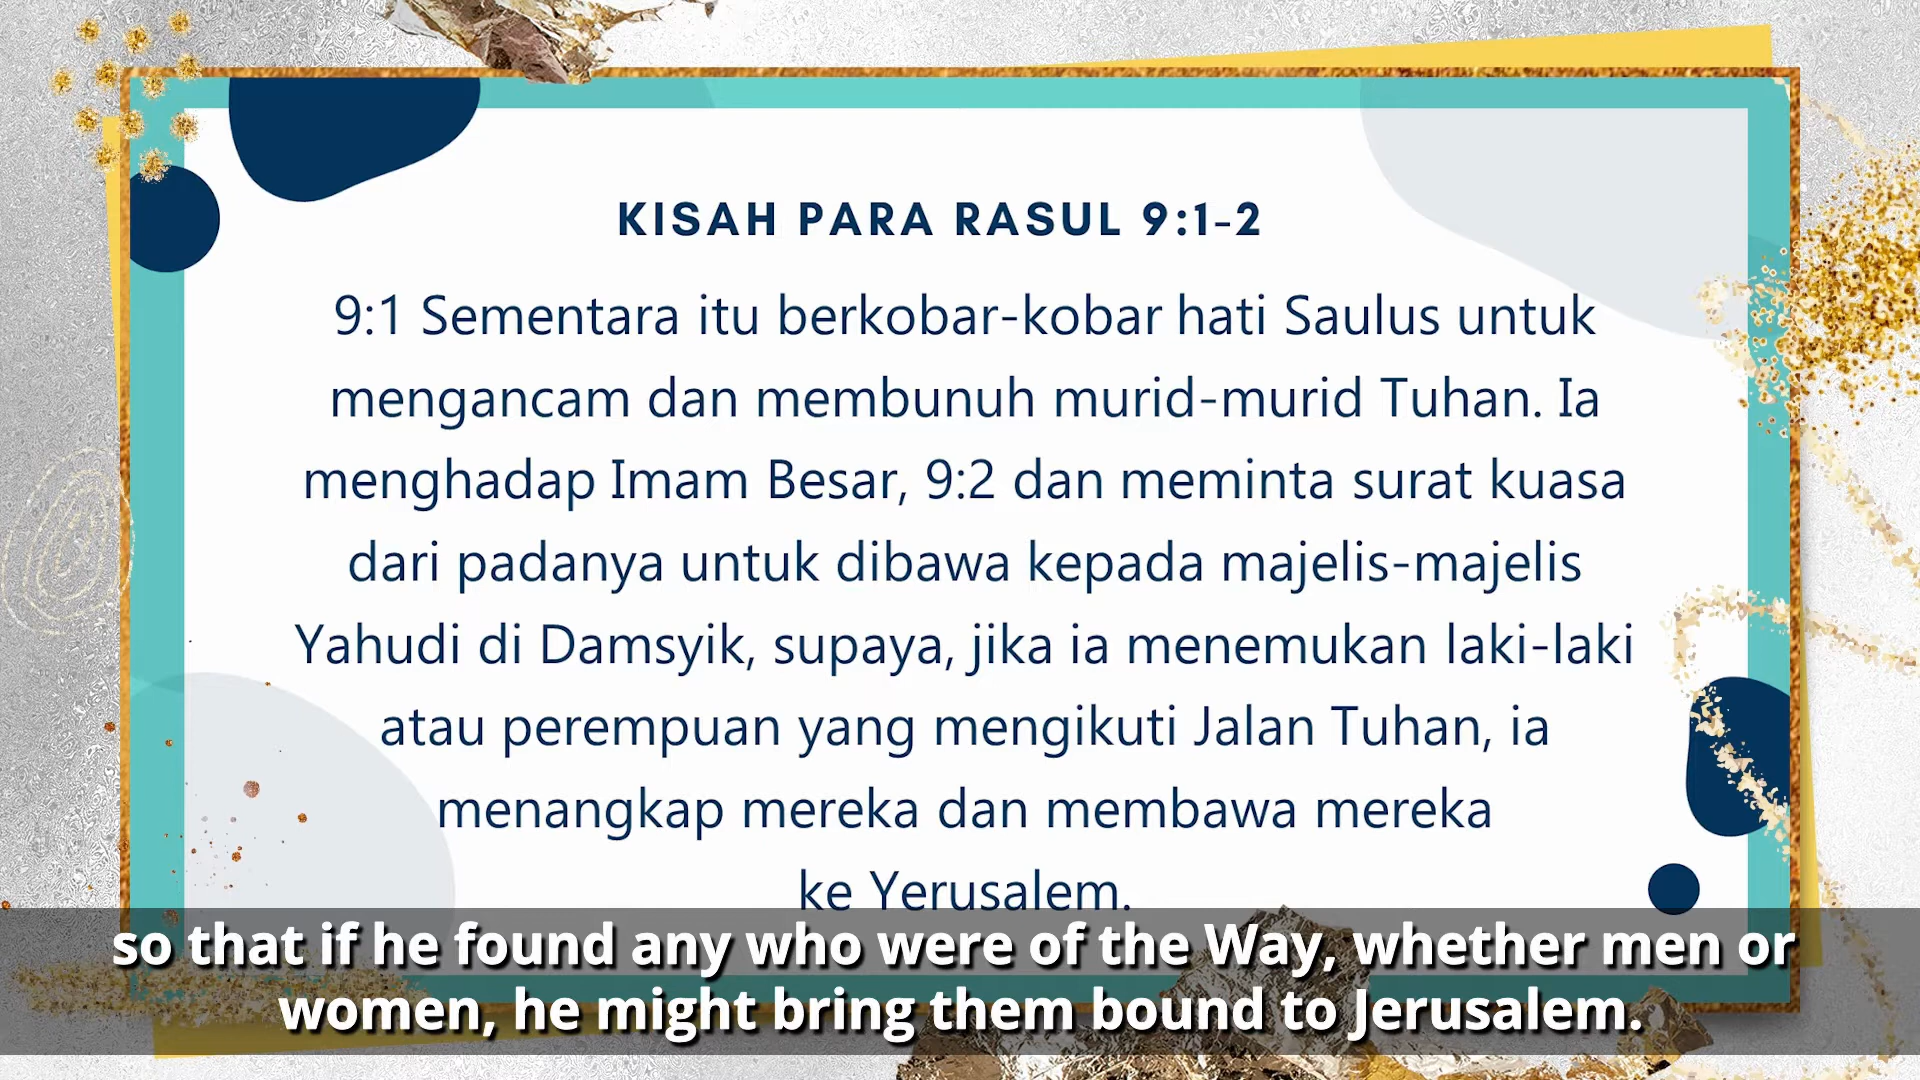 KISAH PARA RASUL 9:1-2
9:1 Sementara itu berkobar-kobar hati Saulus untuk
mengancam dan membunuh murid-murid Tuhan. Ia
menghadap Imam Besar, 9:2 dan meminta surat kuasa
dari padanya untuk dibawa kepada majelis-majelis
Yahudi di Damsyik, supaya, jika ia menemukan laki-laki
atau perempuan yang mengikuti Jalan Tuhan, ia
menangkap mereka dan membawa mereka
ke Yerusalem.
so that if he found any who were of the Way, whether men or
women, he might bring them bound to Jerusalem.